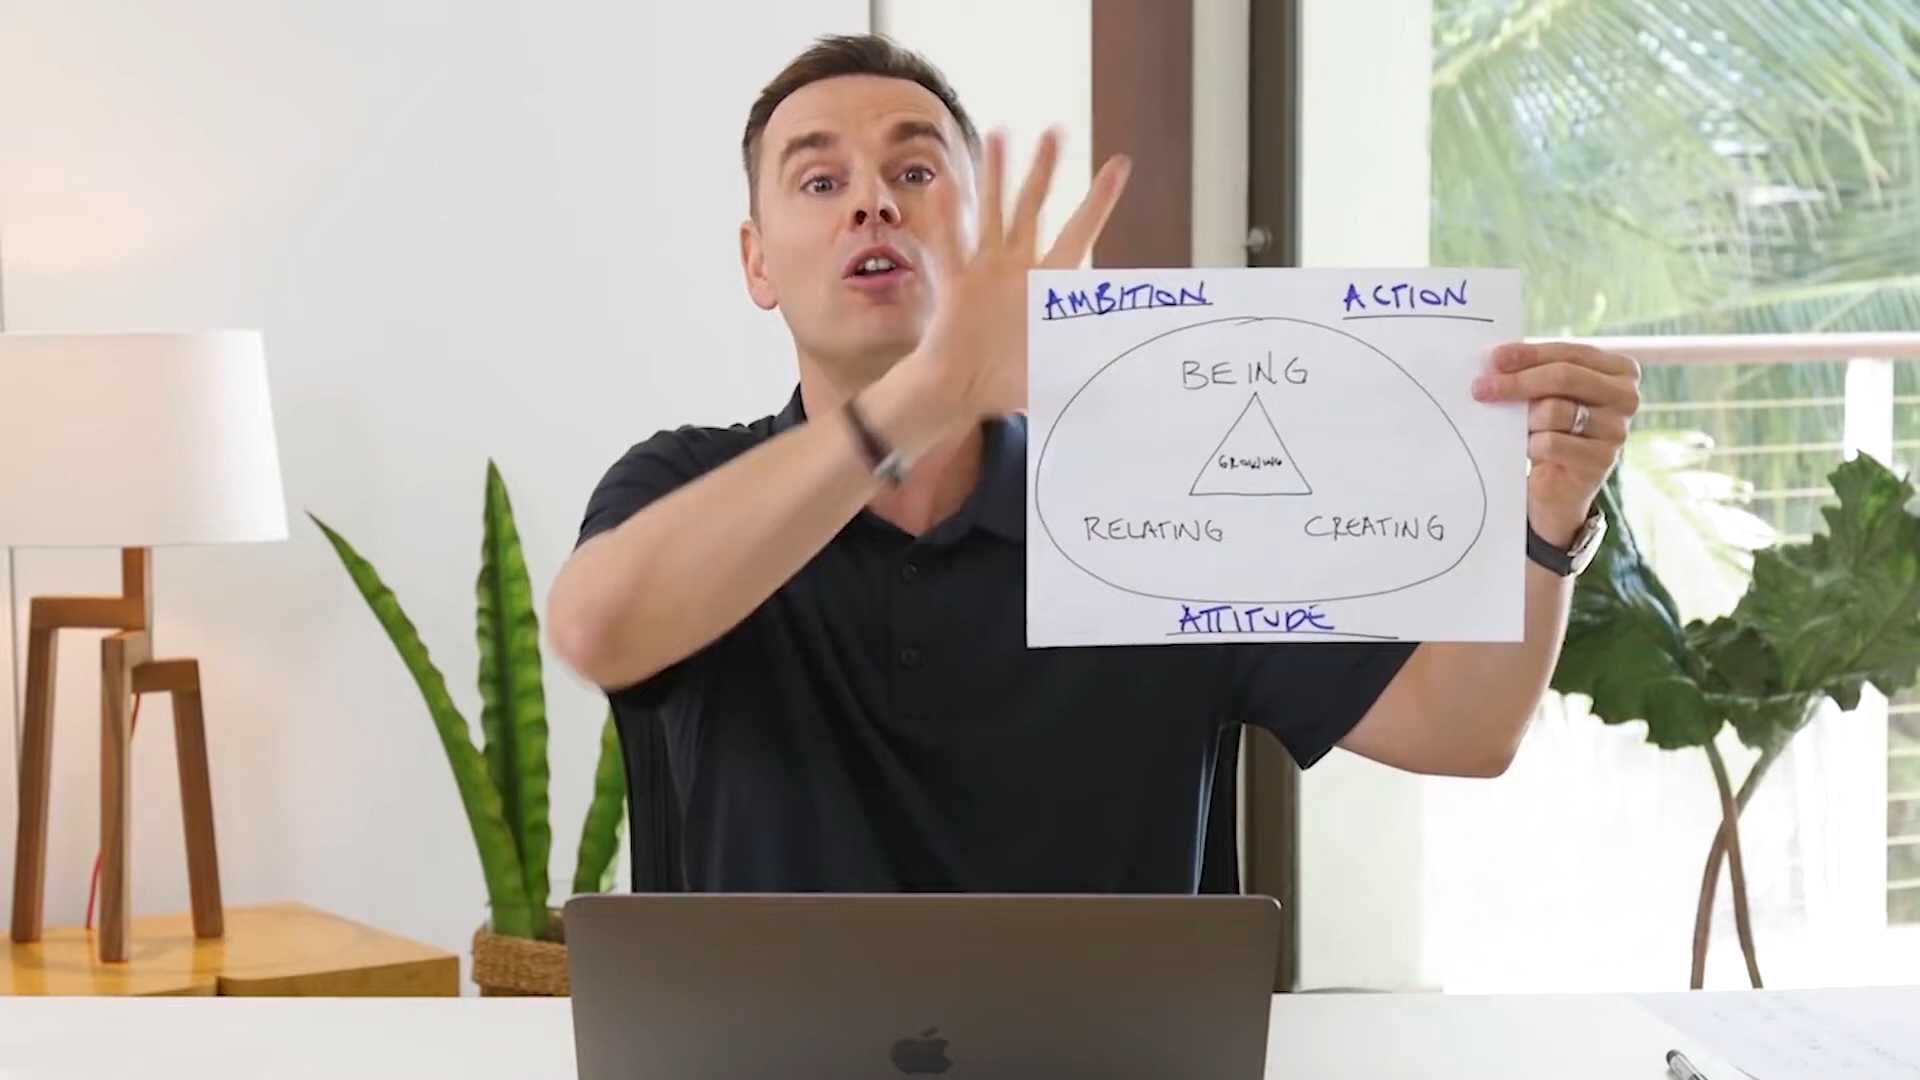 AMBITION ACTION
BEING
GROWING
RELATING CREATING
ATTITUDE